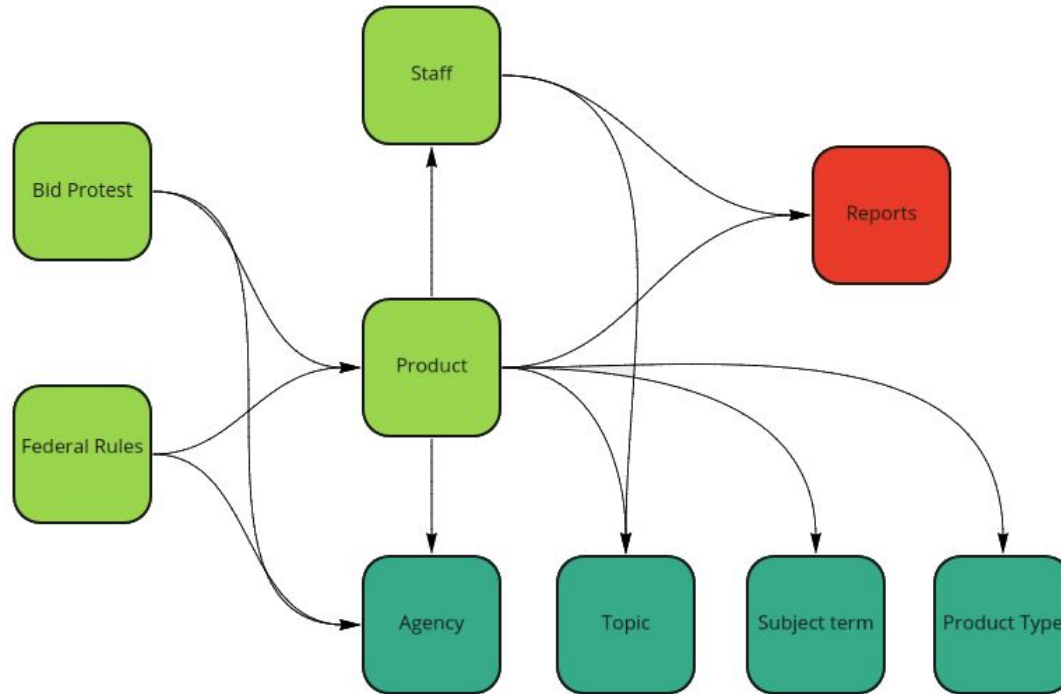 Staff
Bid Protest
Reports
Product
Federal Rules
Agency
Topic
Subject term
Product Type